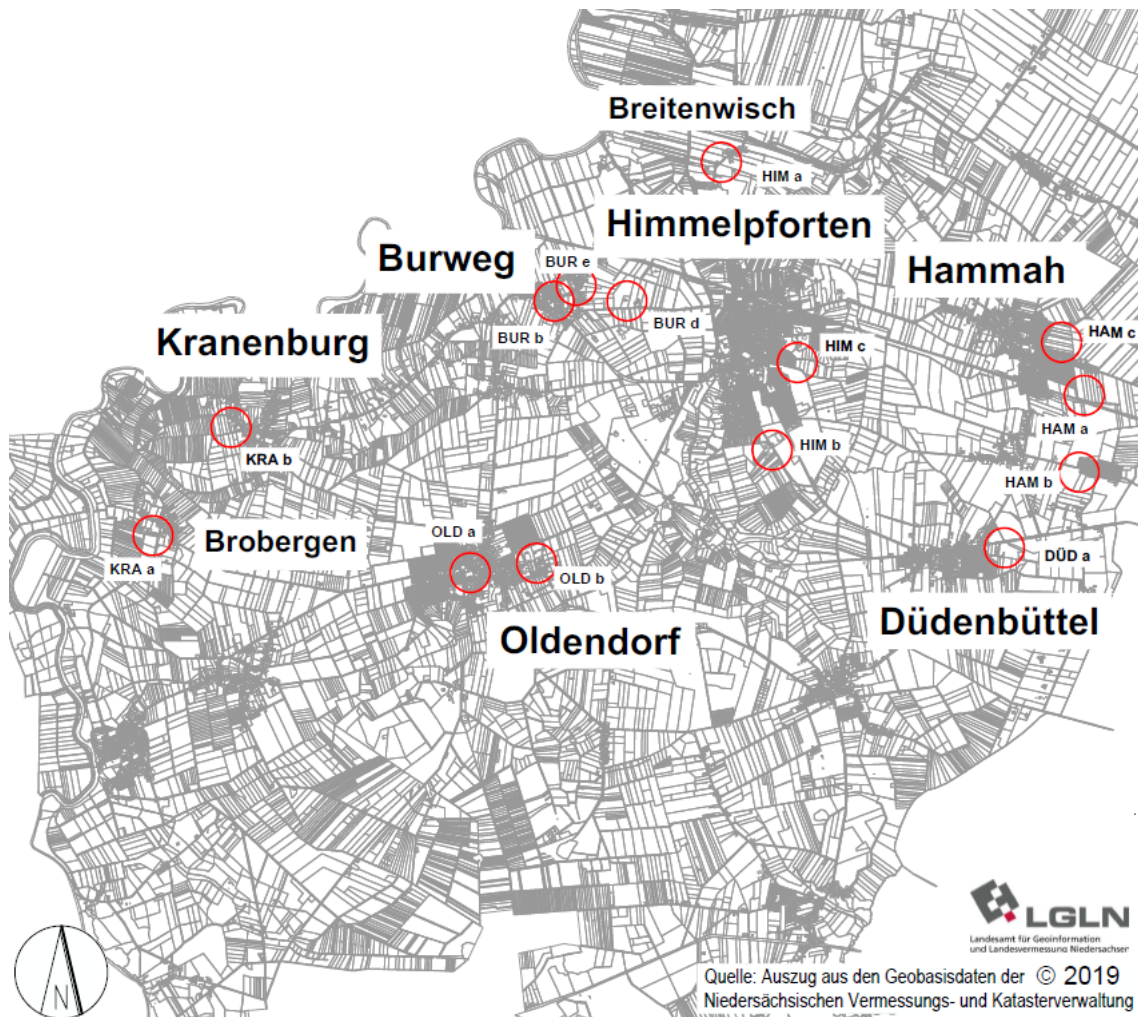 Breitenwisch
HIM a
Himmelpforten
Burweg
BUR e
Hammah
BUR d
BUR b
Kranenburg
HIM c
HAM c
HAM a
KRA b
HIM b
HAM b
Brobergen
OLD a
KRA a
OLD b
DÜD a
Oldendorf
Düdenbüttel
LGLN
Landesamt für Geoinformation
und Landesvermessung Niedersachsen
Quelle: Auszug aus den Geobasisdaten der © 2019
Niedersächsischen Vermessungs- und Katasterverwaltung
N